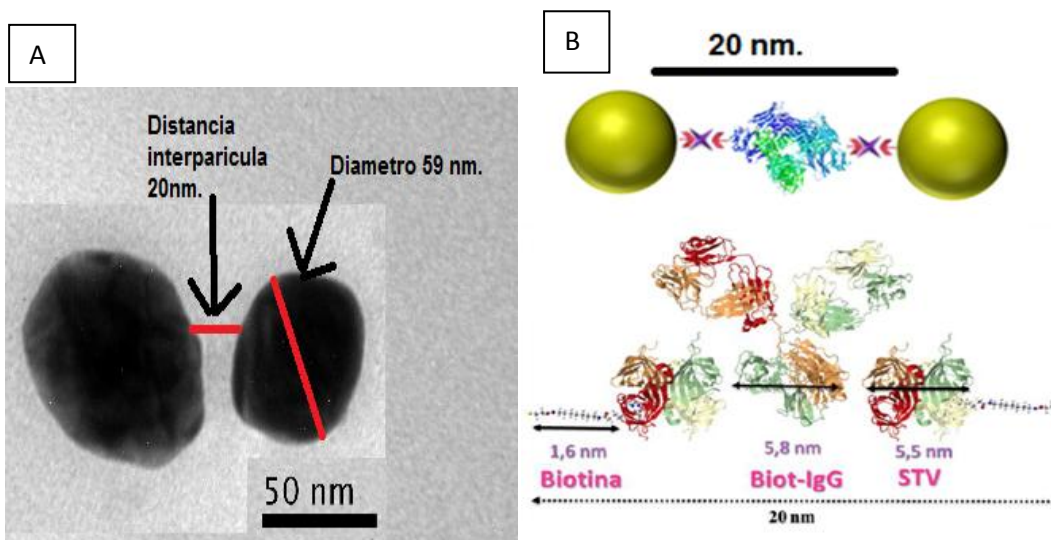 A
Distancia
interparicula
20nm.
Diametro 59 nm.
50 nm
B
20 nm.
1,6 nm
Biotina
5,8 nm
Biot-IgG
5,5 nm
STV
20 nm